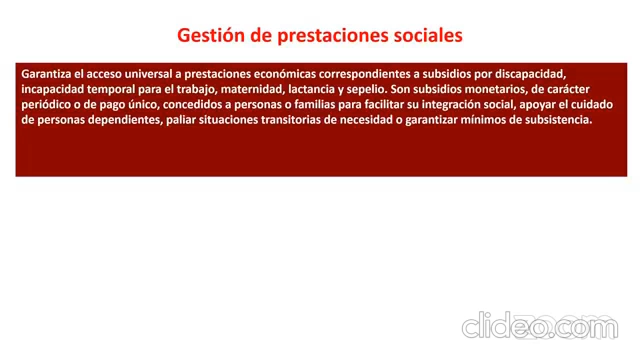 Gestión de prestaciones sociales
Garantiza el acceso universal a prestaciones económicas correspondientes a subsidios por discapacidad,
incapacidad temporal para el trabajo, maternidad, lactancia y sepelio. Son subsidios monetarios, de carácter
periódico o de pago único, concedidos a personas o familias para facilitar su integración social, apoyar el cuidado
de personas dependientes, paliar situaciones transitorias de necesidad o garantizar mínimos de subsistencia.
zoom
clideo.com